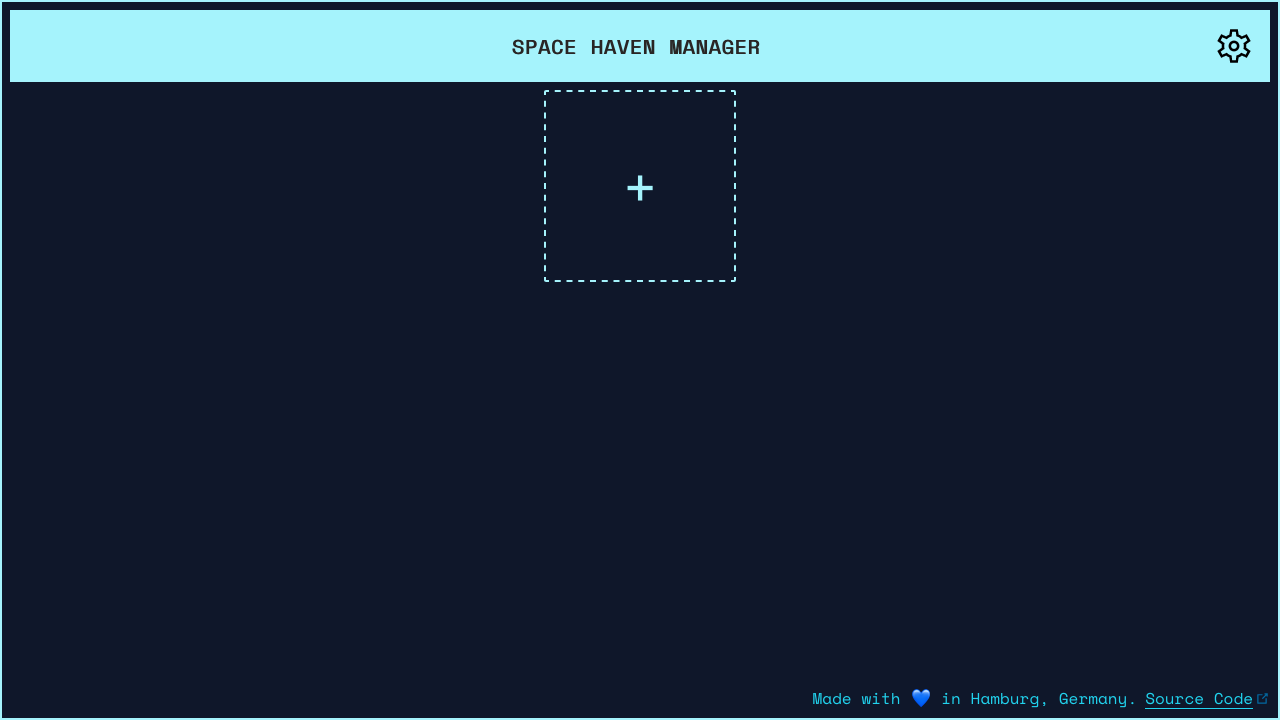 SPACE HAVEN MANAGER
+
Made with 💙 in Hamburg, Germany. Source Code